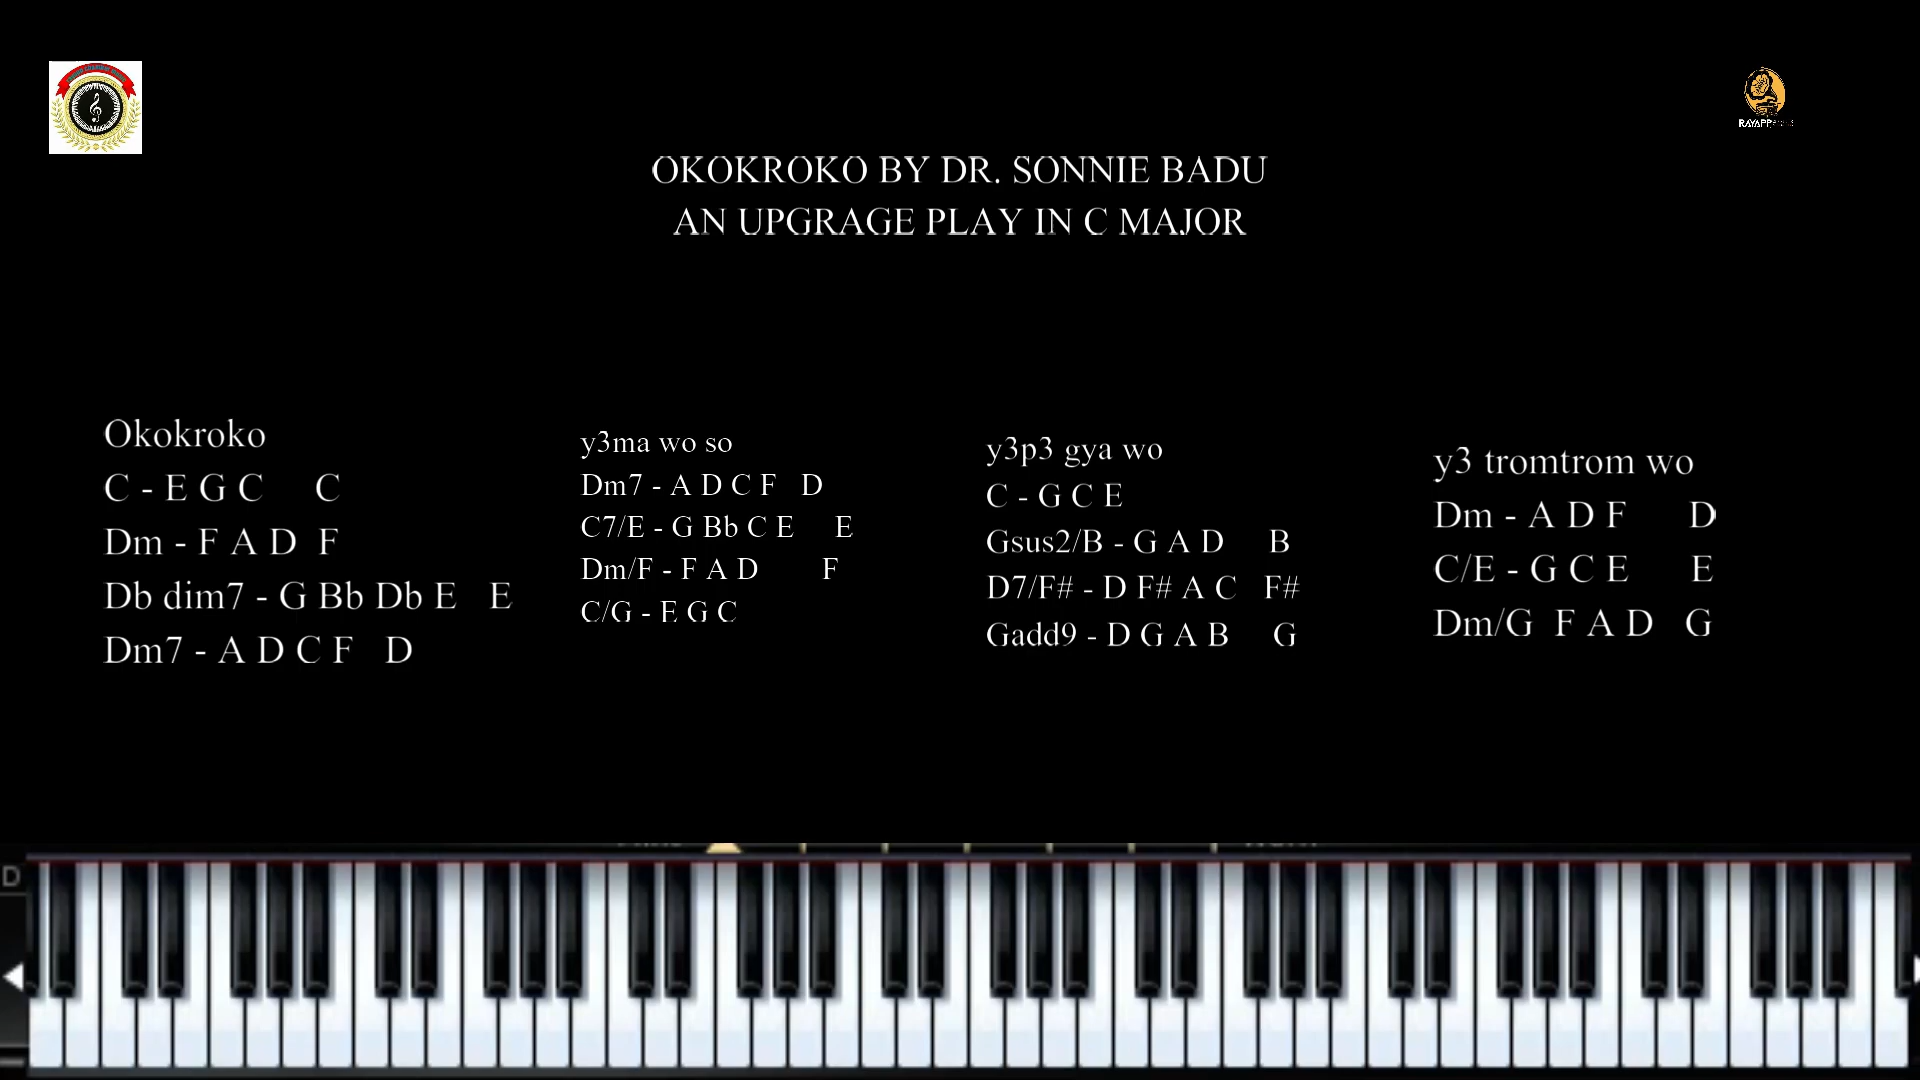 OKOKROKO BY DR. SONNIE BADU
AN UPGRAGE PLAY IN C MAJOR
Okokroko
C - E G C C
Dm - F A D F
Db dim7 - G Bb Db E E
Dm7 - A D C F D
y3ma wo so
Dm7 - A D C F D
C7/E - G Bb C E E
Dm/F - F A D F
C/G - E G C
y3p3 gya wo
C - G C E
Gsus2/B - G A D B
D7/F# - D F# A C F#
Gadd9 - D G A B G
y3 tromtrom wo
Dm - A D F D
C/E - G C E E
Dm/G F A D G
D